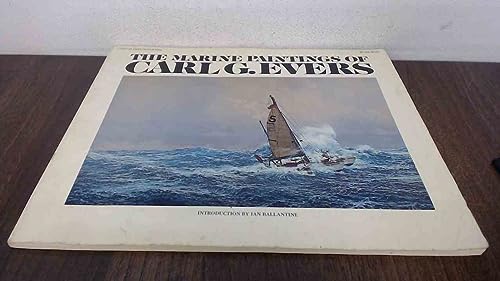 THE MARINE PAINTINGS OF
CARL G. EVERS
S
INTRODUCTION BY IAN BALLANTINE